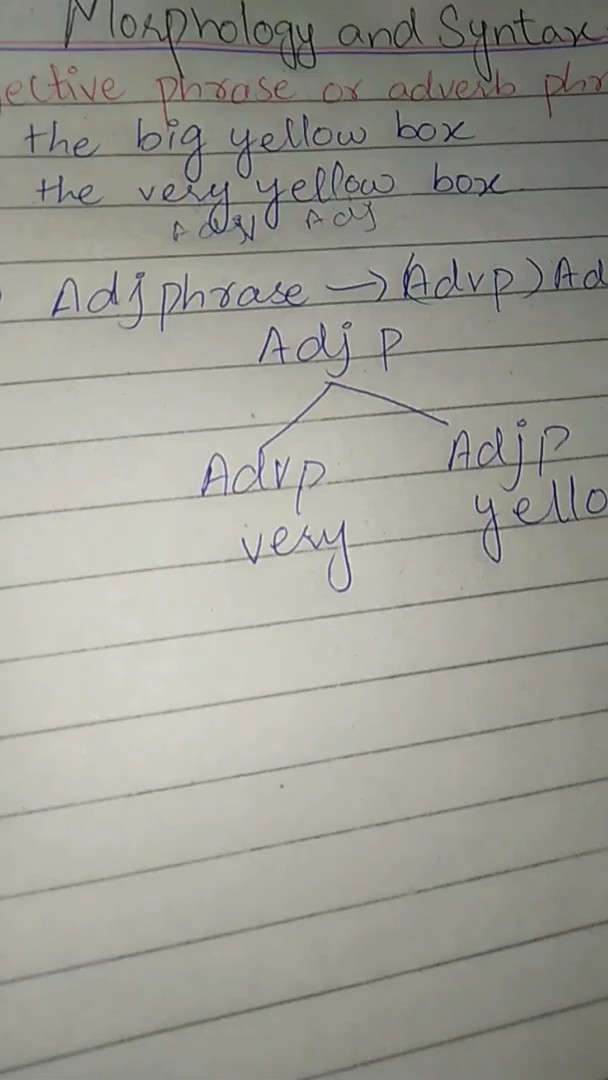 Morphology and Syntax
ective phrase or adverb phr
the big yellow box
the very yellow box
Adv Adj
Adj phrase → (Advp) Ad
Adj P
Advp AdjP
very yello